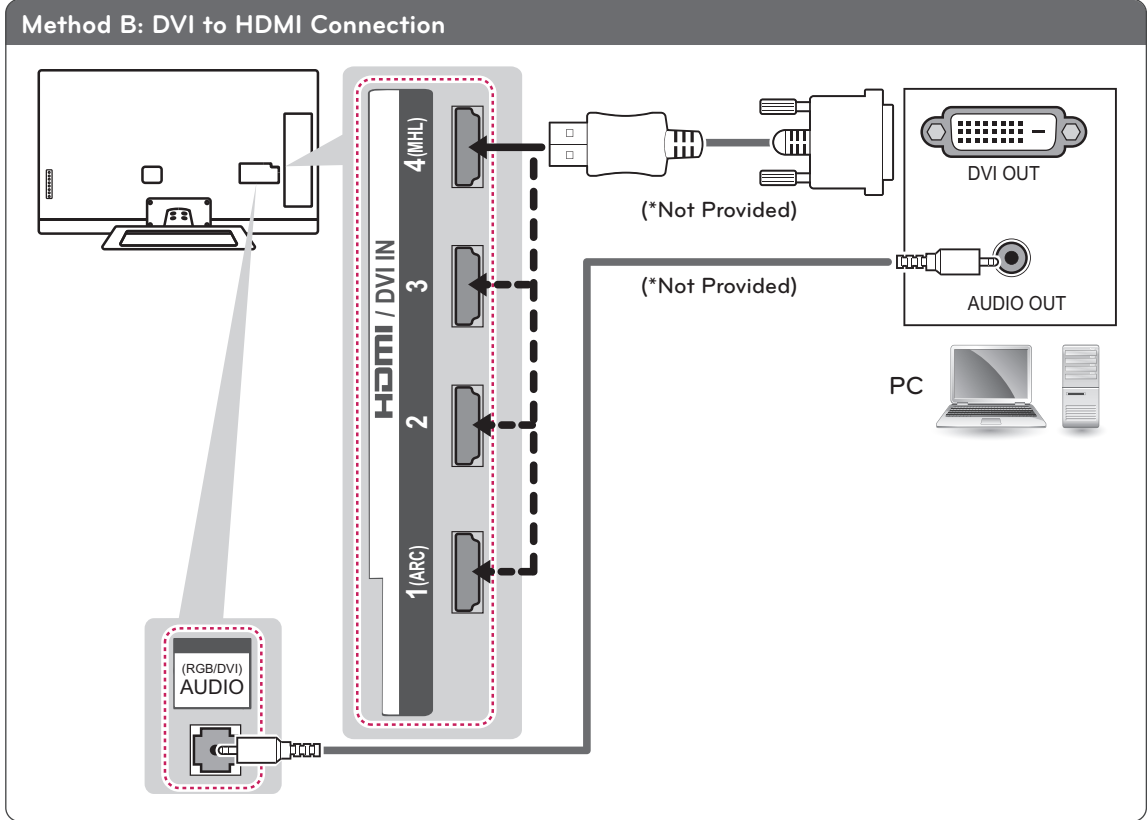 Method B: DVI to HDMI Connection
4(MHL)
3
2
1(ARC)
HDMI / DVI IN
(*Not Provided)
(*Not Provided)
DVI OUT
AUDIO OUT
PC
(RGB/DVI)
AUDIO